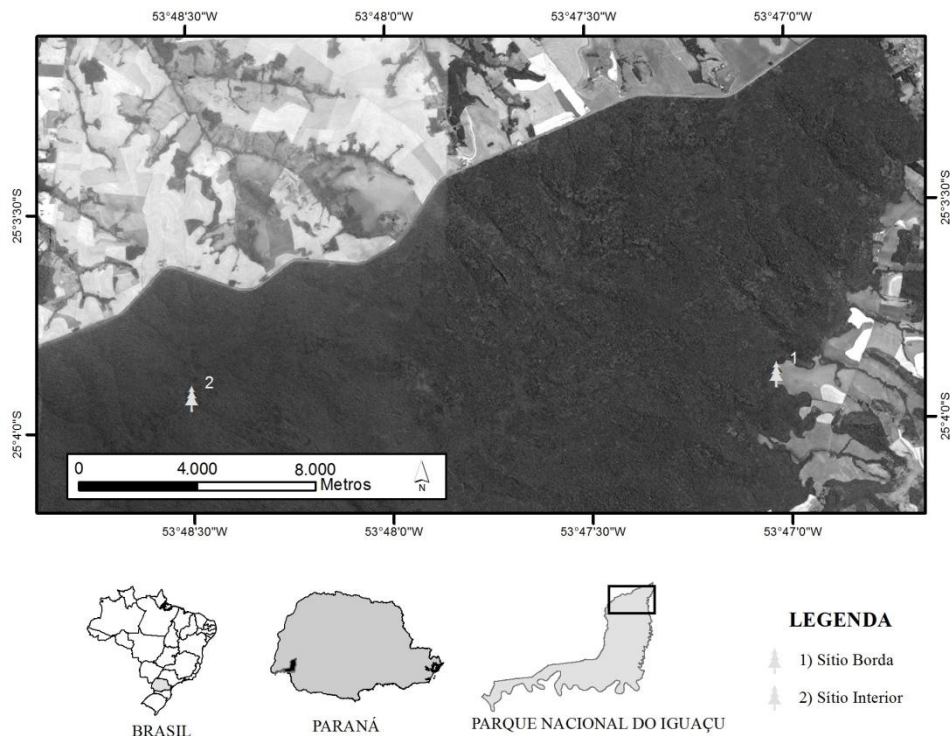 53°48'30"W
53°48'0"W
53°47'30"W
53°47'0"W
25°3'30"S
25°3'30"S
1
2
25°4'0"S
25°4'0"S
0
4.000
8.000
Metros
N
53°48'30"W
53°48'0"W
53°47'30"W
53°47'0"W
LEGENDA
1) Sítio Borda
2) Sítio Interior
BRASIL
PARANÁ
PARQUE NACIONAL DO IGUAÇU